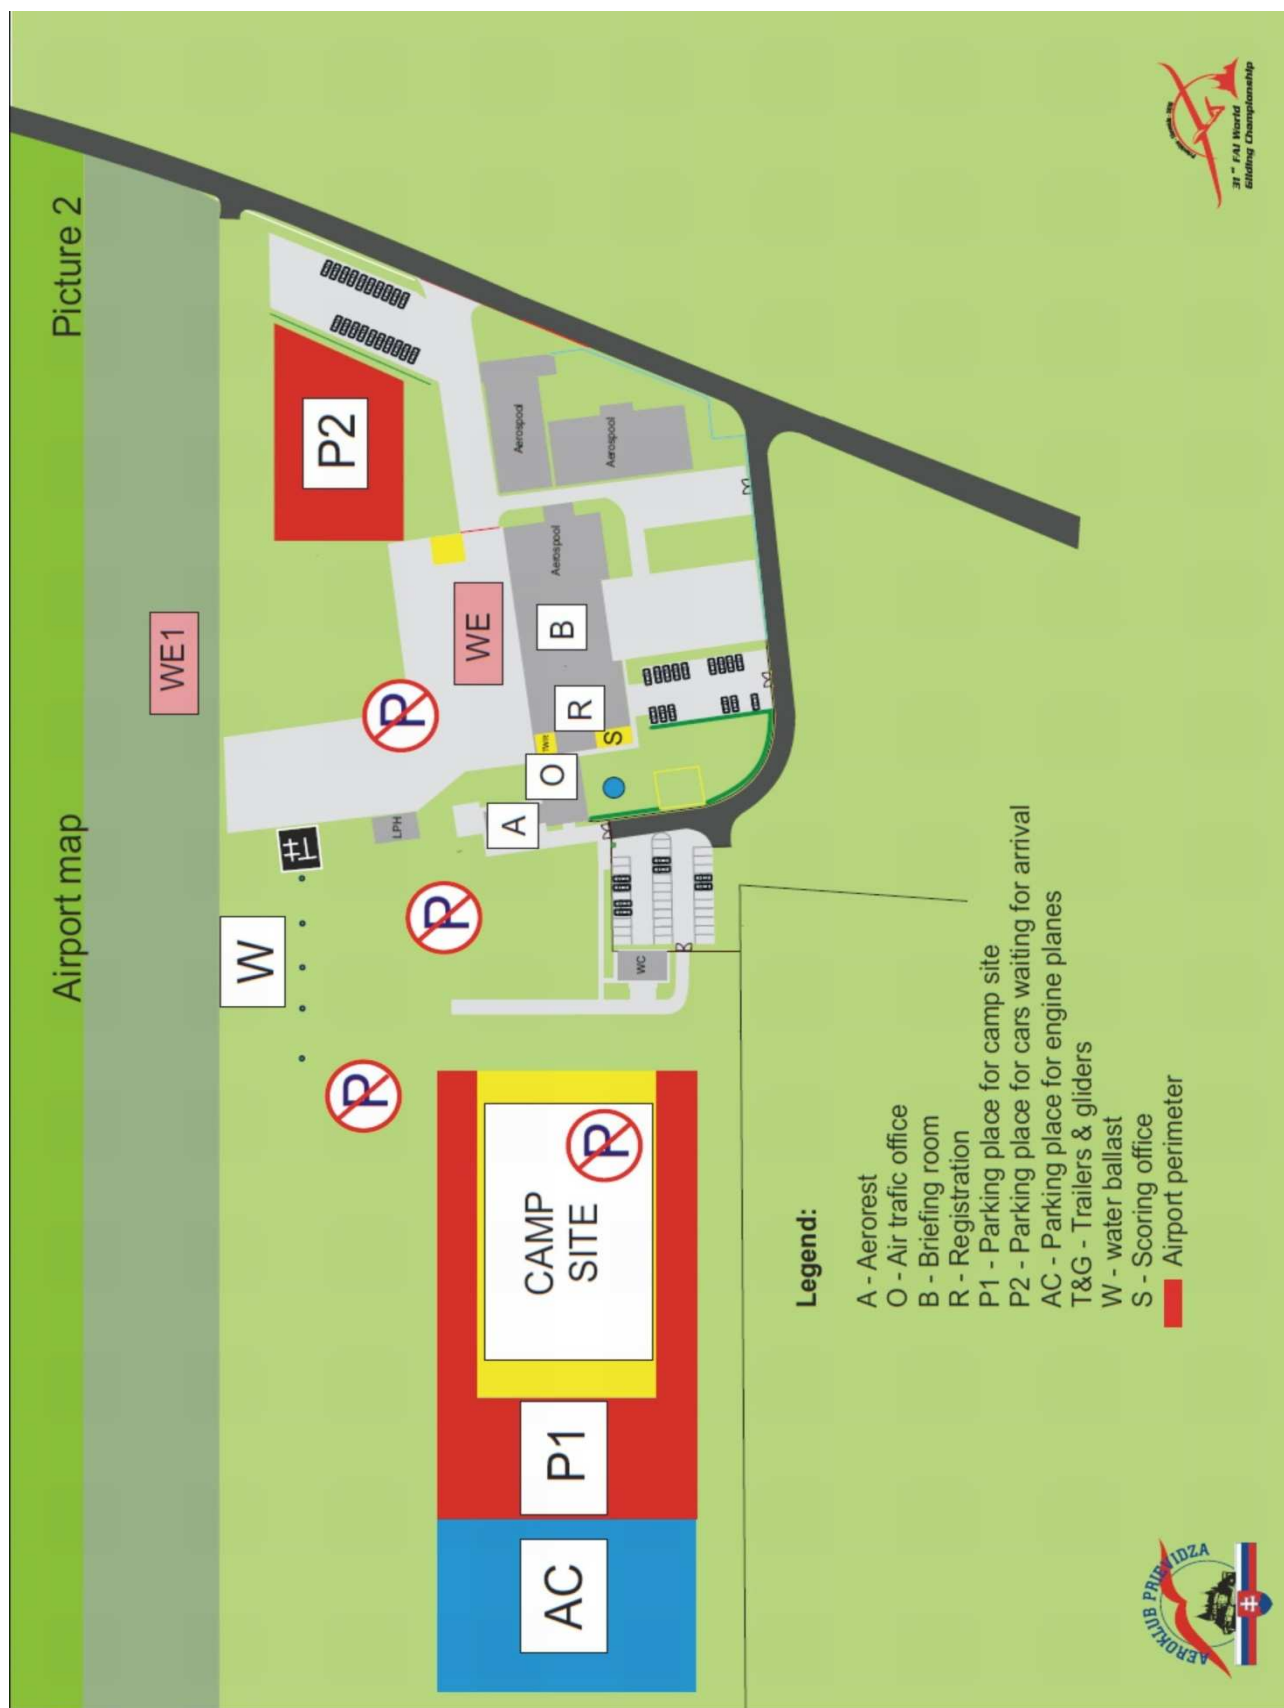 Airport map
Picture 2
WE1
W
P2
P
LPH
WE
Aerospool
P
A
O
TWR
R
B
Aerospool
Aerospool
S
P
AC
P1
CAMP
SITE
P
WC
Legend:
A - Aerorest
O - Air trafic office
B - Briefing room
R - Registration
P1 - Parking place for camp site
P2 - Parking place for cars waiting for arrival
AC - Parking place for engine planes
T&G - Trailers & gliders
W - water ballast
S - Scoring office
Airport perimeter
AEROKLUB PRIEVIDZA
31st FAI World
Gliding Championship